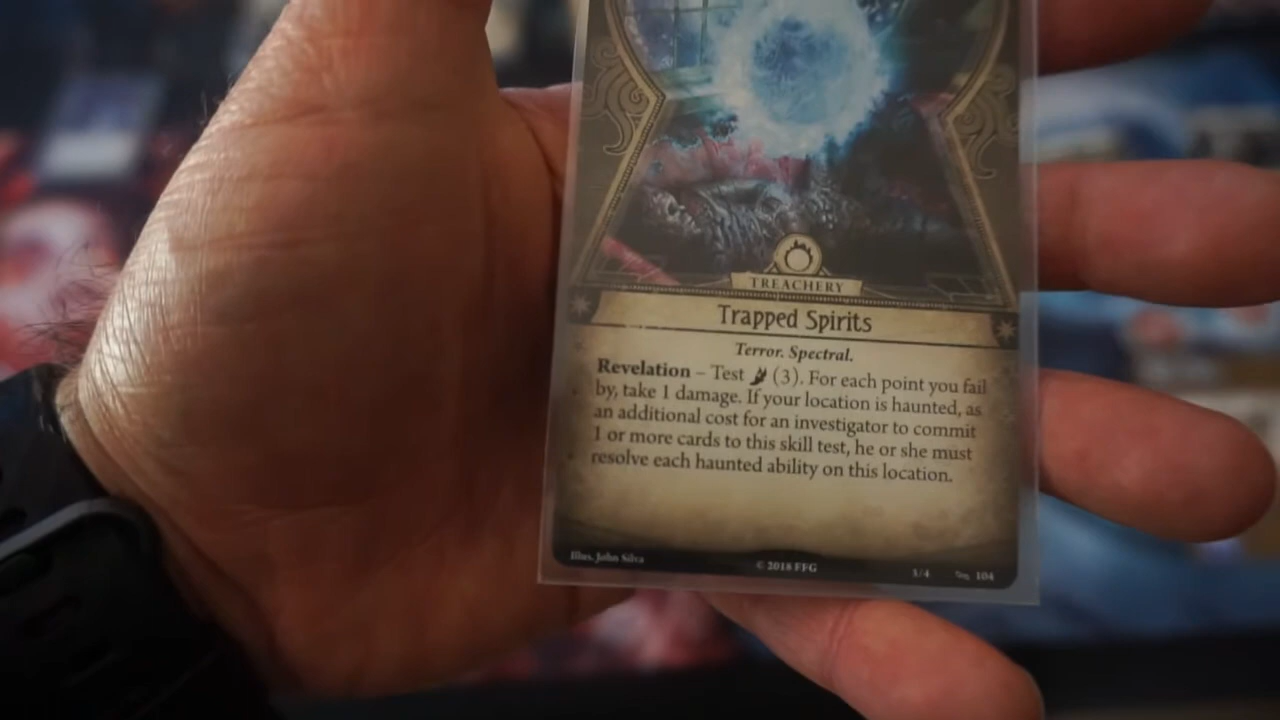 TREACHERY
Trapped Spirits
Terror. Spectral.
Revelation – Test (3). For each point you fail
by, take 1 damage. If your location is haunted, as
an additional cost for an investigator to commit
1 or more cards to this skill test, he or she must
resolve each haunted ability on this location.
Illus. John Silva
© 2018 FFG
1/4
104